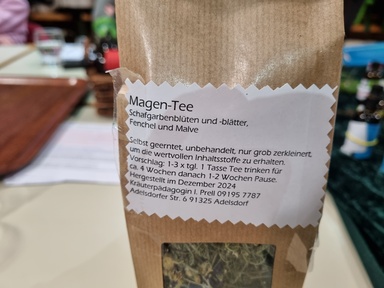 Magen-Tee
Schafgarbenblüten und -blätter,
Fenchel und Malve
Selbst geerntet, unbehandelt, nur grob zerkleinert,
um die wertvollen Inhaltsstoffe zu erhalten.
Vorschlag: 1-3 x tgl. 1 Tasse Tee trinken für
ca. 4 Wochen danach 1-2 Wochen Pause.
Hergestellt im Dezember 2024
Kräuterpädagogin I. Prell 09195 7787
Adelsdorfer Str. 6 91325 Adelsdorf